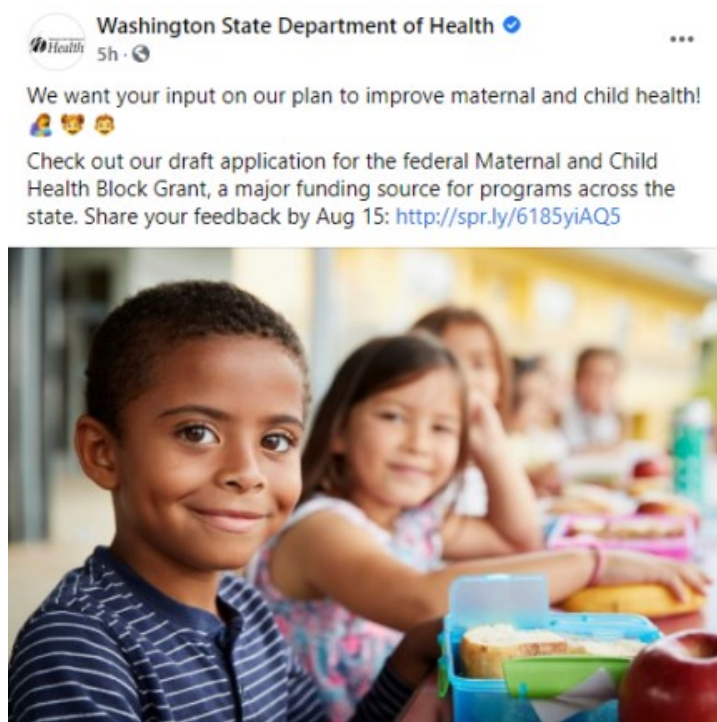 Washington State Department of Health
Health
5h
We want your input on our plan to improve maternal and child health!
🤱 👧 👦
Check out our draft application for the federal Maternal and Child
Health Block Grant, a major funding source for programs across the
state. Share your feedback by Aug 15: http://spr.ly/6185yiAQ5